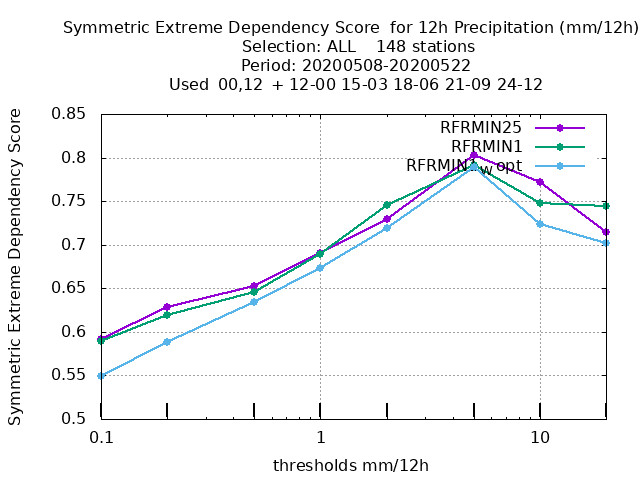 Symmetric Extreme Dependency Score for 12h Precipitation (mm/12h)
Selection: ALL 148 stations
Period: 20200508-20200522
Used 00,12 + 12-00 15-03 18-06 21-09 24-12
Symmetric Extreme Dependency Score
0.85
0.8
0.75
0.7
0.65
0.6
0.55
0.5
RFRMIN25
RFRMIN1
RFRMIN1wopt
0.1
1
10
thresholds mm/12h